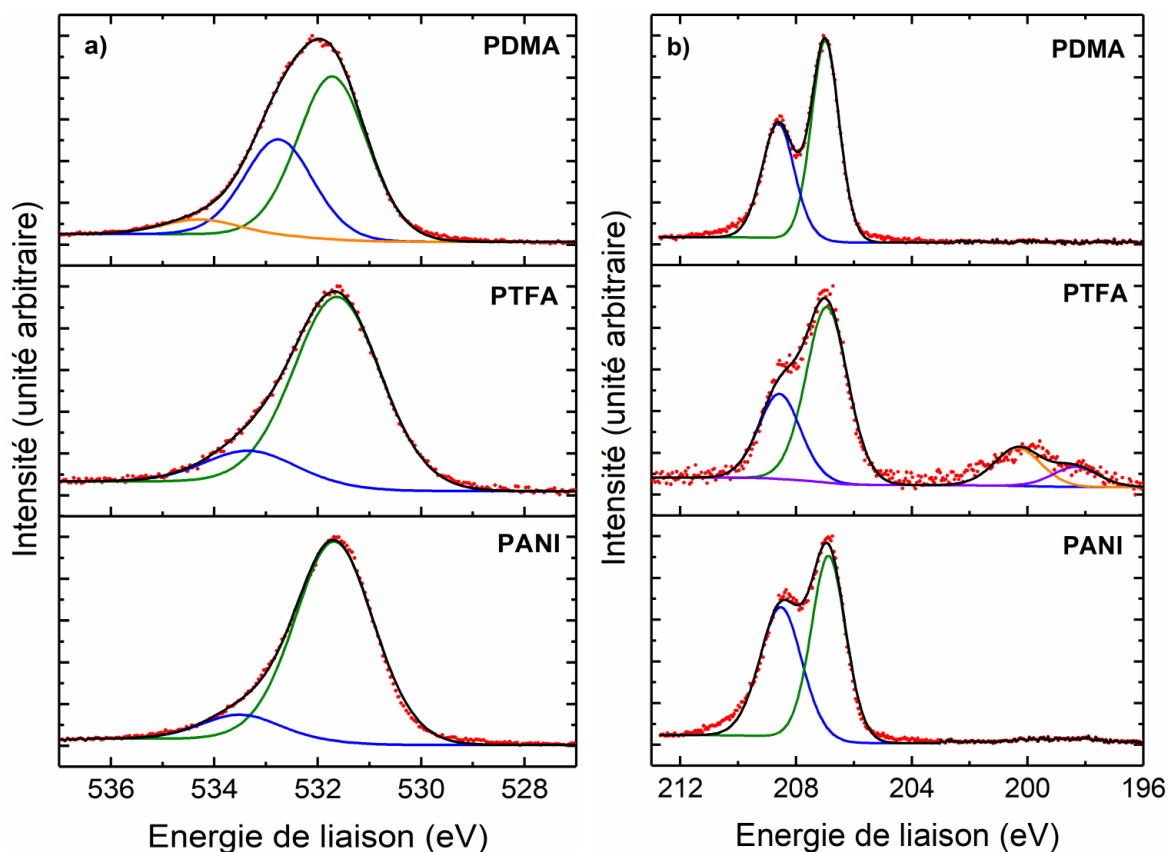 a)
PDMA
PTFA
PANI
Intensité (unité arbitraire)
536 534 532 530 528
Energie de liaison (eV)
b)
PDMA
PTFA
PANI
Intensité (unité arbitraire)
212 208 204 200 196
Energie de liaison (eV)